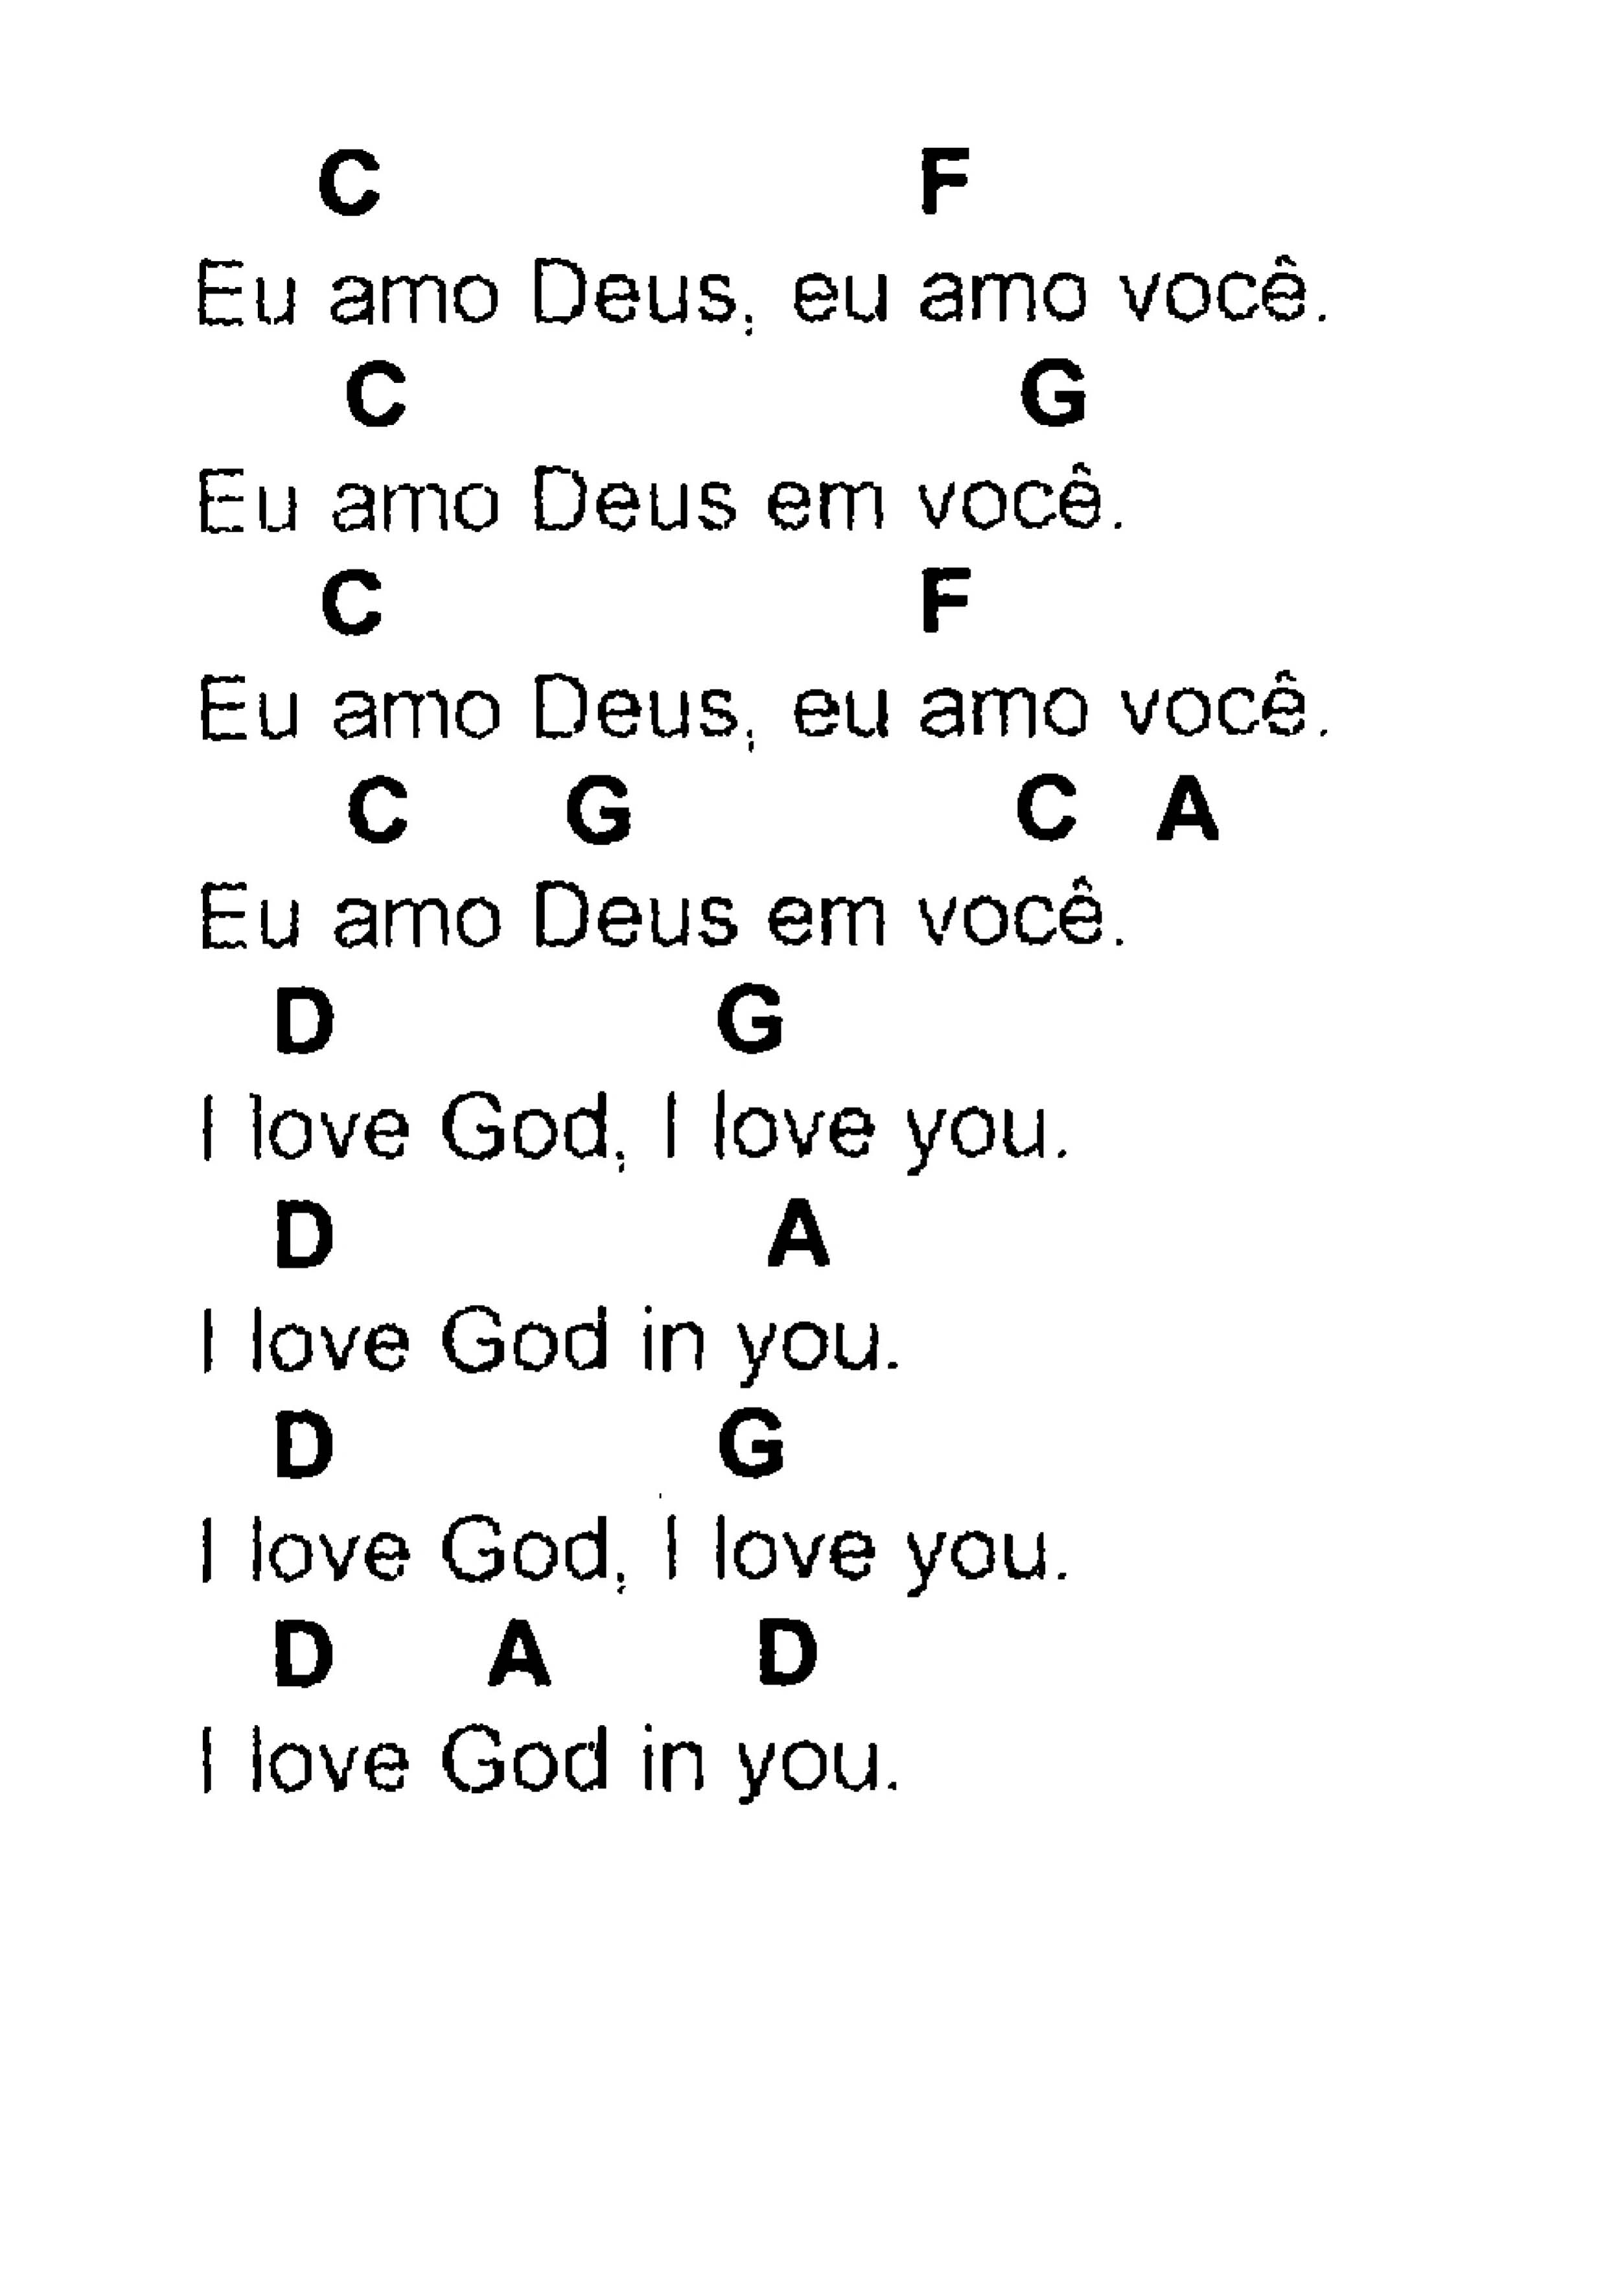 C F
Eu amo Deus, eu amo você.
C G
Eu amo Deus em você.
C F
Eu amo Deus, eu amo você.
C G C A
Eu amo Deus em você.
D G
I love God, I love you.
D A
I love God in you.
D G
I love God, I love you.
D A D
I love God in you.